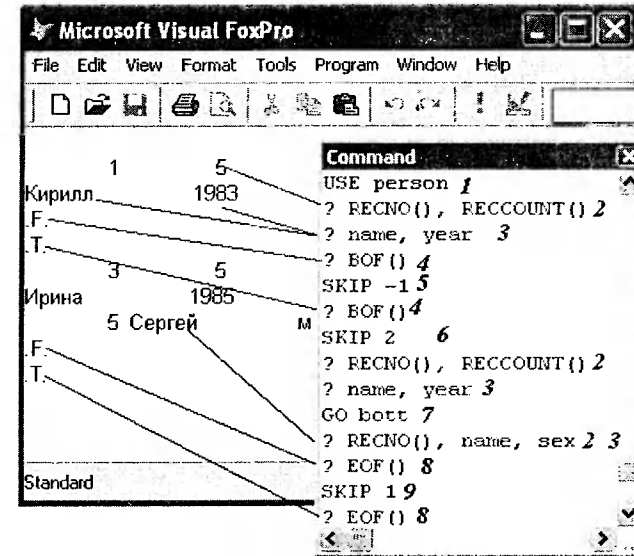 Microsoft Visual FoxPro
File Edit View Format Tools Program Window Help
1 5
Кирилл 1983
.F.
.T.
3 5
Ирина 1985
5 Сергей м
.F.
.T.
Standard
Command
USE person 1
? RECNO(), RECCOUNT() 2
? name, year 3
? BOF() 4
SKIP -1 5
? BOF() 4
SKIP 2 6
? RECNO(), RECCOUNT() 2
? name, year 3
GO bott 7
? RECNO(), name, sex 2 3
? EOF() 8
SKIP 1 9
? EOF() 8